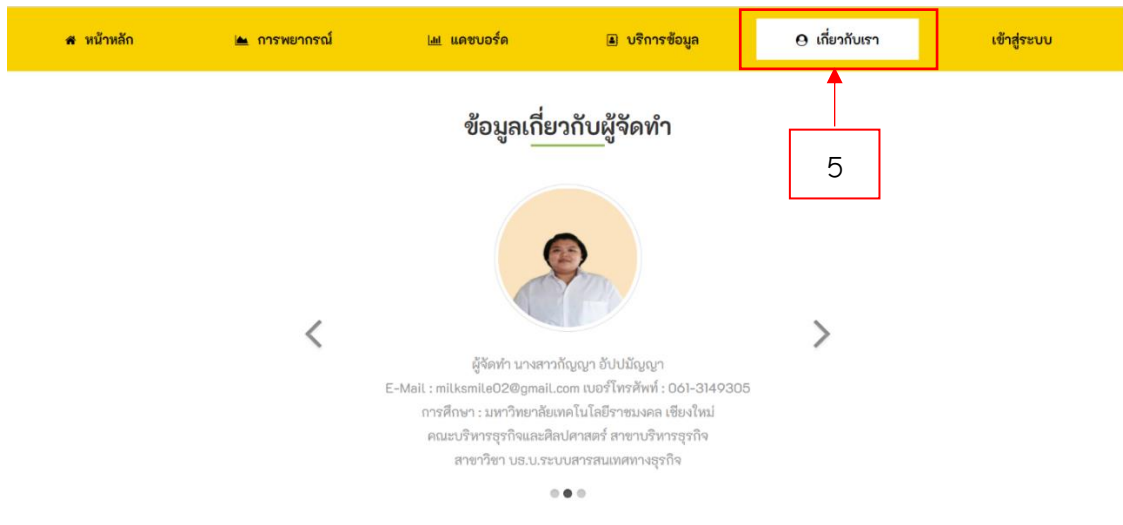 หน้าหลัก การพยากรณ์ แดชบอร์ด บริการข้อมูล เกี่ยวกับเรา เข้าสู่ระบบ
ข้อมูลเกี่ยวกับผู้จัดทำ
5
ผู้จัดทำ นางสาวกัญญา อัปปมัญญา
E-Mail : milksmile02@gmail.com เบอร์โทรศัพท์ : 061-3149305
การศึกษา : มหาวิทยาลัยเทคโนโลยีราชมงคล เชียงใหม่
คณะบริหารธุรกิจและศิลปศาสตร์ สาขาบริหารธุรกิจ
สาขาวิชา บธ.บ.ระบบสารสนเทศทางธุรกิจ